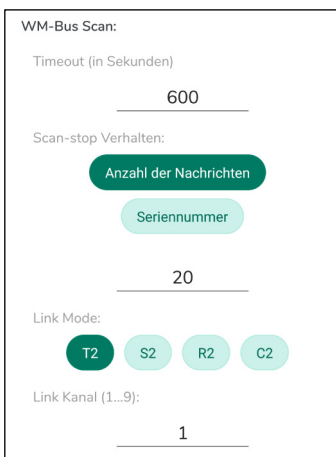 WM-Bus Scan:
Timeout (in Sekunden)
600
Scan-stop Verhalten:
Anzahl der Nachrichten
Seriennummer
20
Link Mode:
T2 S2 R2 C2
Link Kanal (1...9):
1